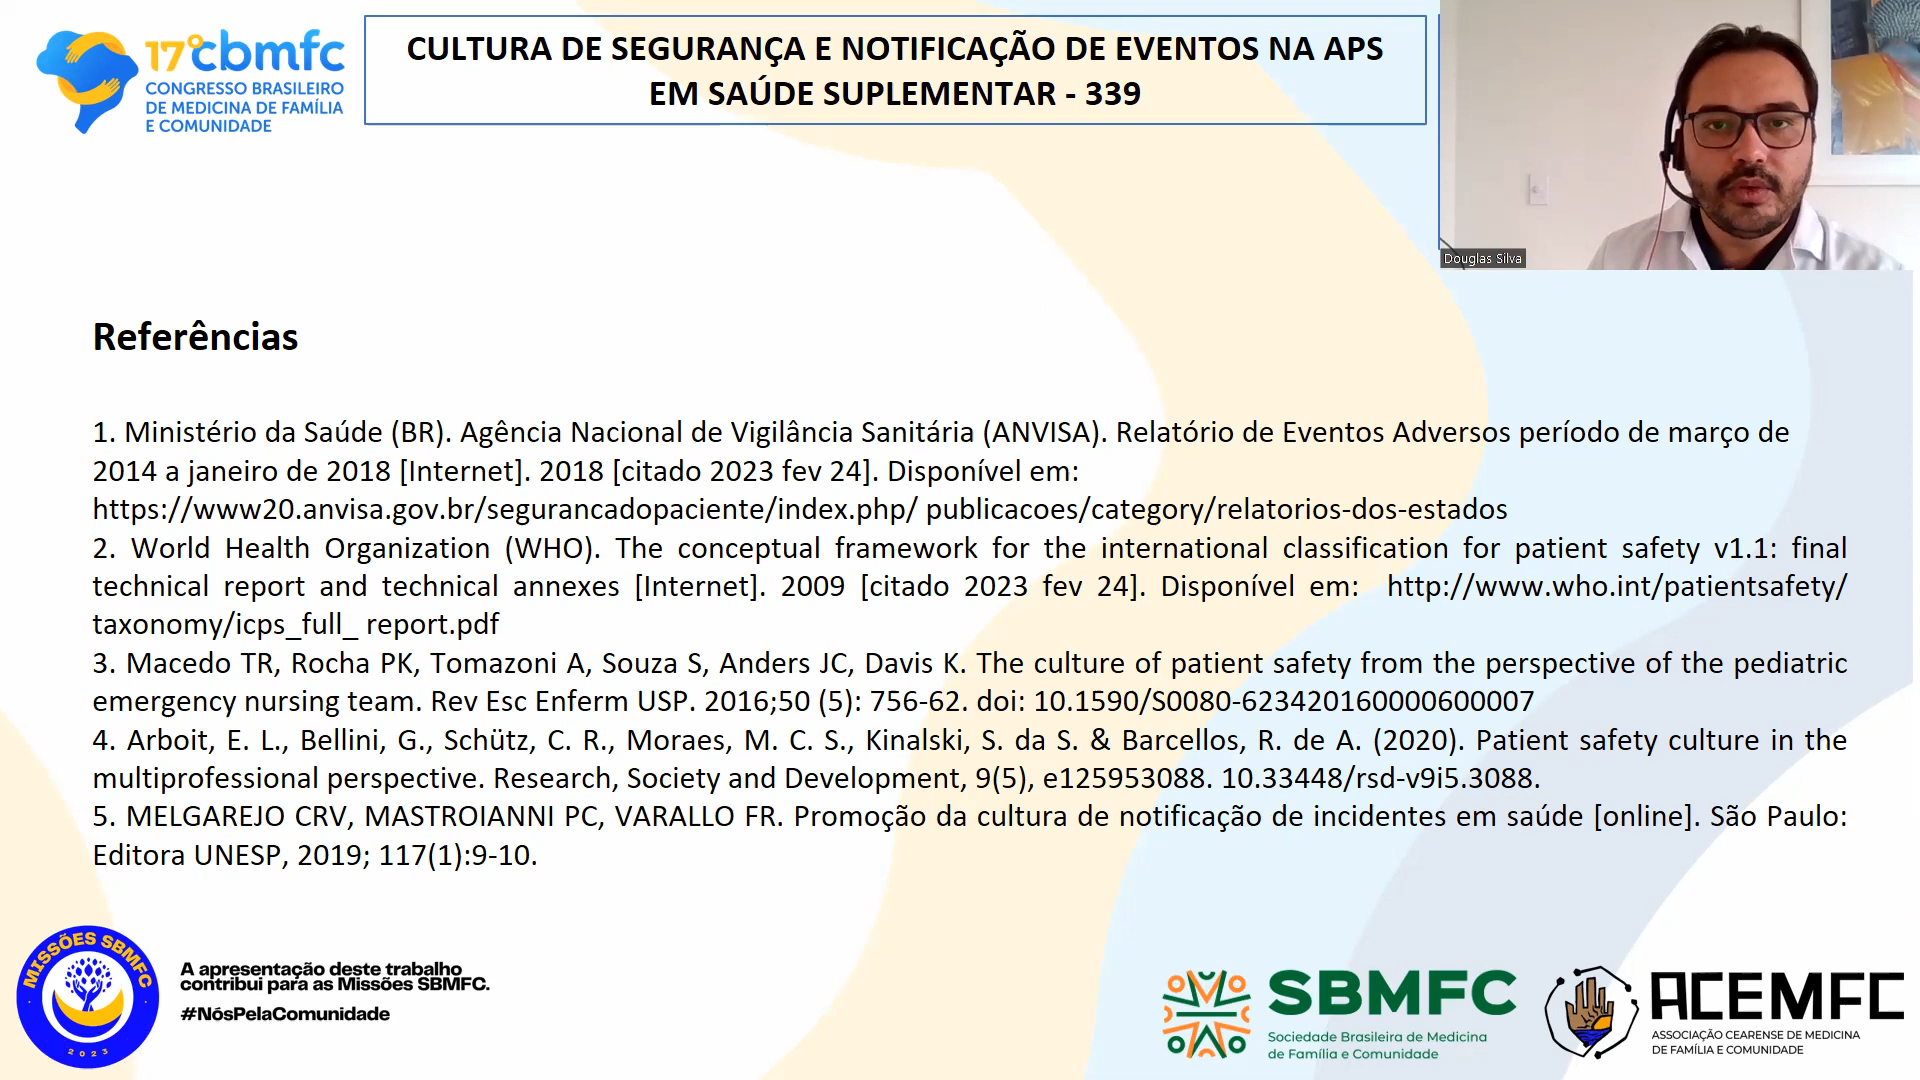 17º cbmfc
CONGRESSO BRASILEIRO
DE MEDICINA DE FAMÍLIA
E COMUNIDADE
CULTURA DE SEGURANÇA E NOTIFICAÇÃO DE EVENTOS NA APS
EM SAÚDE SUPLEMENTAR - 339
Douglas Silva
Referências
1. Ministério da Saúde (BR). Agência Nacional de Vigilância Sanitária (ANVISA). Relatório de Eventos Adversos período de março de
2014 a janeiro de 2018 [Internet]. 2018 [citado 2023 fev 24]. Disponível em:
https://www20.anvisa.gov.br/segurancadopaciente/index.php/ publicacoes/category/relatorios-dos-estados
2. World Health Organization (WHO). The conceptual framework for the international classification for patient safety v1.1: final
technical report and technical annexes [Internet]. 2009 [citado 2023 fev 24]. Disponível em: http://www.who.int/patientsafety/
taxonomy/icps_full_ report.pdf
3. Macedo TR, Rocha PK, Tomazoni A, Souza S, Anders JC, Davis K. The culture of patient safety from the perspective of the pediatric
emergency nursing team. Rev Esc Enferm USP. 2016;50 (5): 756-62. doi: 10.1590/S0080-623420160000600007
4. Arboit, E. L., Bellini, G., Schütz, C. R., Moraes, M. C. S., Kinalski, S. da S. & Barcellos, R. de A. (2020). Patient safety culture in the
multiprofessional perspective. Research, Society and Development, 9(5), e125953088. 10.33448/rsd-v9i5.3088.
5. MELGAREJO CRV, MASTROIANNI PC, VARALLO FR. Promoção da cultura de notificação de incidentes em saúde [online]. São Paulo:
Editora UNESP, 2019; 117(1):9-10.
MISSÕES SBMFC
2023
A apresentação deste trabalho
contribui para as Missões SBMFC.
#NósPelaComunidade
SBMFC
Sociedade Brasileira de Medicina
de Família e Comunidade
ACEMFC
ASSOCIAÇÃO CEARENSE DE MEDICINA
DE FAMÍLIA E COMUNIDADE